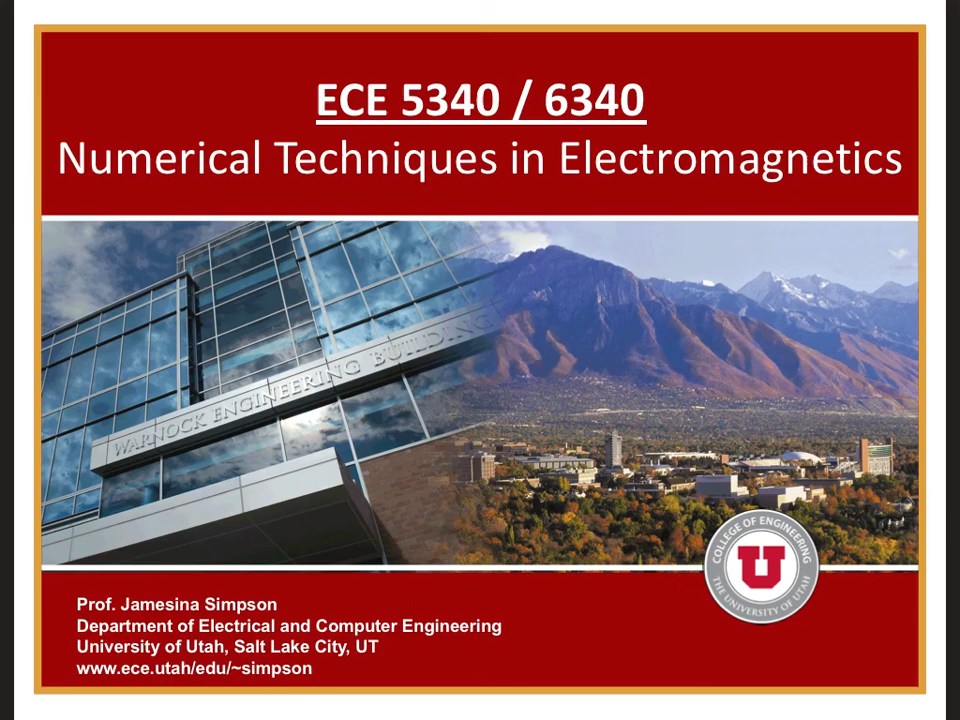 ECE 5340 / 6340
Numerical Techniques in Electromagnetics
WARNOCK ENGINEERING BUILDING
COLLEGE OF ENGINEERING
U
THE UNIVERSITY OF UTAH
Prof. Jamesina Simpson
Department of Electrical and Computer Engineering
University of Utah, Salt Lake City, UT
www.ece.utah/edu/~simpson